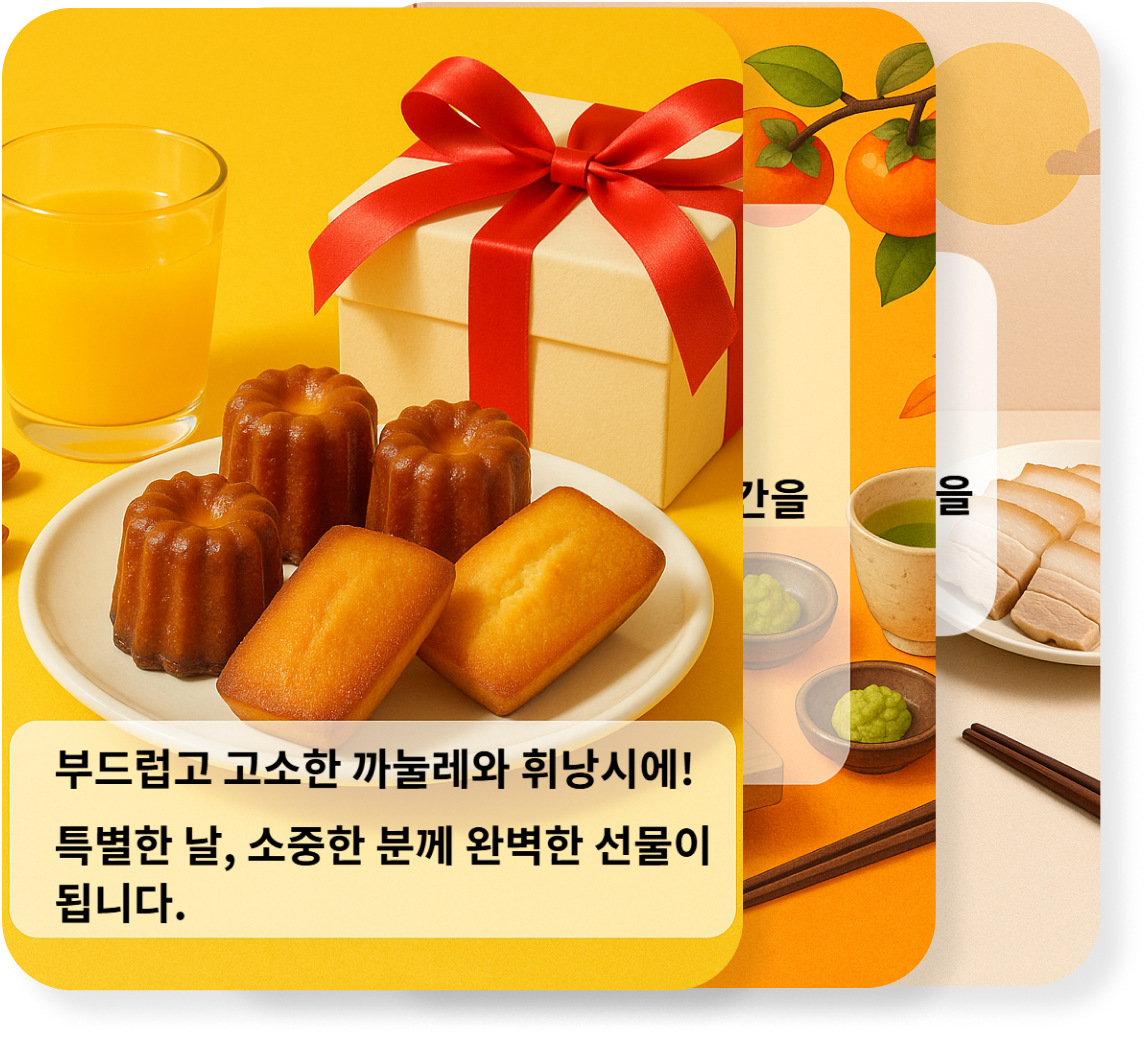 부드럽고 고소한 까눌레와 휘낭시에!
특별한 날, 소중한 분께 완벽한 선물이
됩니다.
간을
을